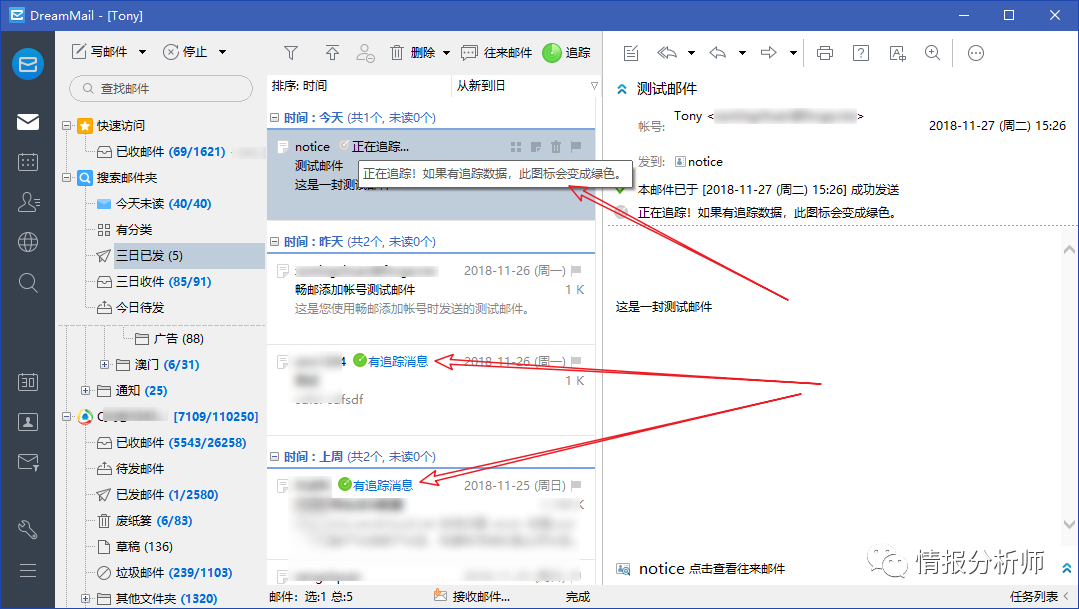 DreamMail - [Tony]
写邮件
停止
删除
往来邮件
追踪
查找邮件
快速访问
已收邮件 (69/1621)
搜索邮件夹
今天未读 (40/40)
有分类
三日已发 (5)
三日收件 (85/91)
今日待发
广告 (88)
澳门 (6/31)
通知 (25)
[7109/110250]
已收邮件 (5543/26258)
待发邮件
已发邮件 (1/2580)
废纸篓 (6/83)
草稿 (136)
垃圾邮件 (239/1103)
其他文件夹 (1320)
30
排序: 时间
从新到旧
时间：今天 (共1个, 未读0个)
notice 正在追踪...
测试邮件
这是一封测试
正在追踪！如果有追踪数据，此图标会变成绿色。
时间：昨天 (共2个, 未读0个)
2018-11-26 (周一)
畅邮添加帐号测试邮件
1 K
这是您使用畅邮添加帐号时发送的测试邮件。
4 有追踪消息
2018-11-26 (周一)
1 K
时间：上周 (共2个, 未读0个)
有追踪消息
2018-11-25 (周日)
K
邮件：选:1 总:5
接收邮件...
完成
测试邮件
帐号: Tony < >
2018-11-27 (周二) 15:26
发到: notice
本邮件已于 [2018-11-27 (周二) 15:26] 成功发送
正在追踪！如果有追踪数据，此图标会变成绿色。
这是一封测试邮件
notice 点击查看往来邮件
情报分析师
任务列表